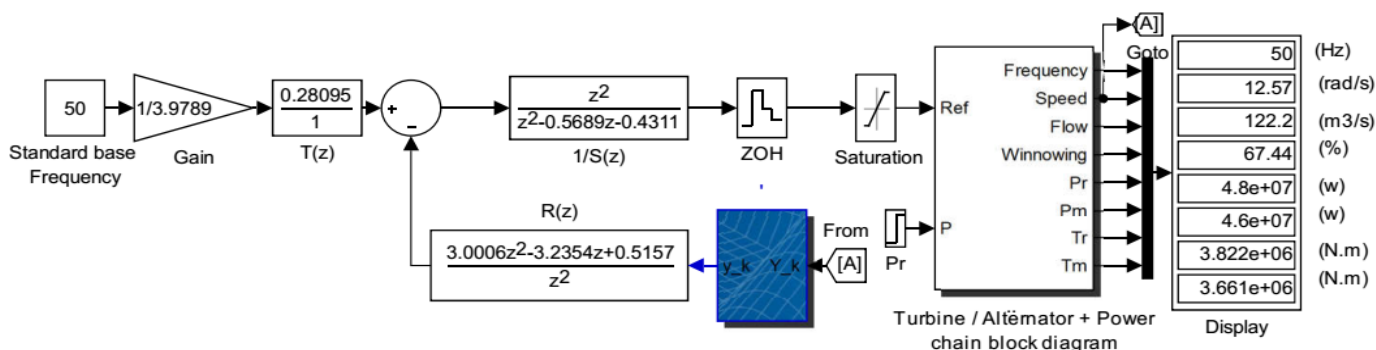 50
Standard base
Frequency
1/3.9789
Gain
0.28095
1
T(z)
+
-
z2
z2-0.5689z-0.4311
1/S(z)
ZOH
Saturation
R(z)
3.0006z2-3.2354z+0.5157
z2
y_k
Y_k
From
[A]
Pr
Ref
P
Frequency
Speed
Flow
Winnowing
Pr
Pm
Tr
Tm
Turbine / Alternator + Power
chain block diagram
[A]
Goto
50
(Hz)
12.57
(rad/s)
122.2
(m3/s)
67.44
(%)
4.8e+07
(w)
4.6e+07
(w)
3.822e+06
(N.m)
3.661e+06
(N.m)
Display